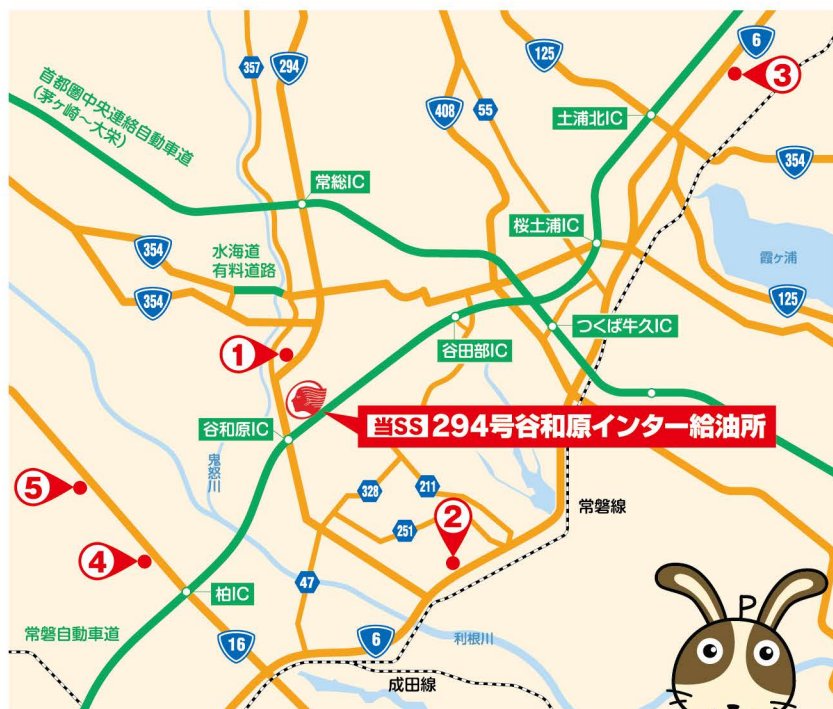 6
125
357
294
3
首都圏中央連絡自動車道
(茅ヶ崎〜大栄)
408
55
土浦北IC
354
常総IC
桜土浦IC
354
水海道
有料道路
霞ヶ浦
354
125
つくば牛久IC
谷田部IC
1
当SS 294号谷和原インター給油所
谷和原IC
鬼怒川
5
328
211
常磐線
2
251
4
47
柏IC
常磐自動車道
16
6
利根川
成田線
P